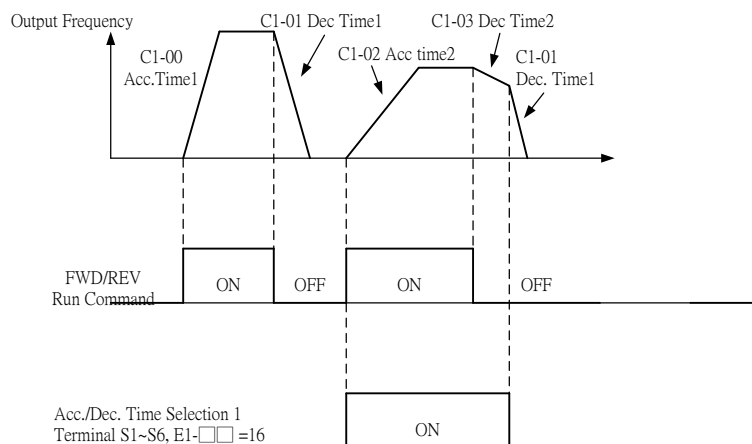 Output Frequency
C1-01 Dec Time1
C1-03 Dec Time2
C1-00
Acc.Time1
C1-02 Acc time2
C1-01
Dec. Time1
FWD/REV
Run Command
ON
OFF
ON
OFF
Acc./Dec. Time Selection 1
Terminal S1~S6, E1-□□ =16
ON